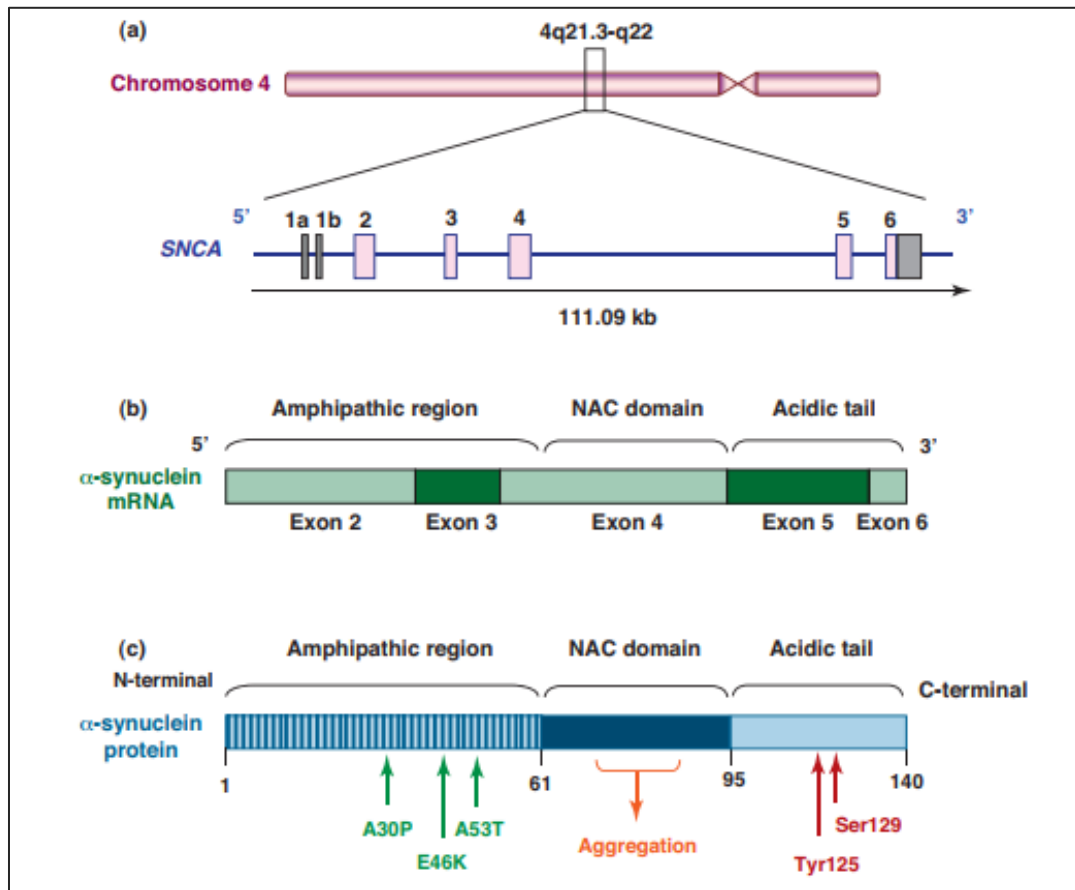 (a)
4q21.3-q22
Chromosome 4
5’ 1a 1b 2 3 4 5 6 3’
SNCA
111.09 kb
(b)
Amphipathic region NAC domain Acidic tail
5’ 3’
α-synuclein
mRNA
Exon 2 Exon 3 Exon 4 Exon 5 Exon 6
(c)
Amphipathic region NAC domain Acidic tail
N-terminal C-terminal
α-synuclein
protein
1 61 95 140
A30P A53T Ser129
E46K Aggregation Tyr125